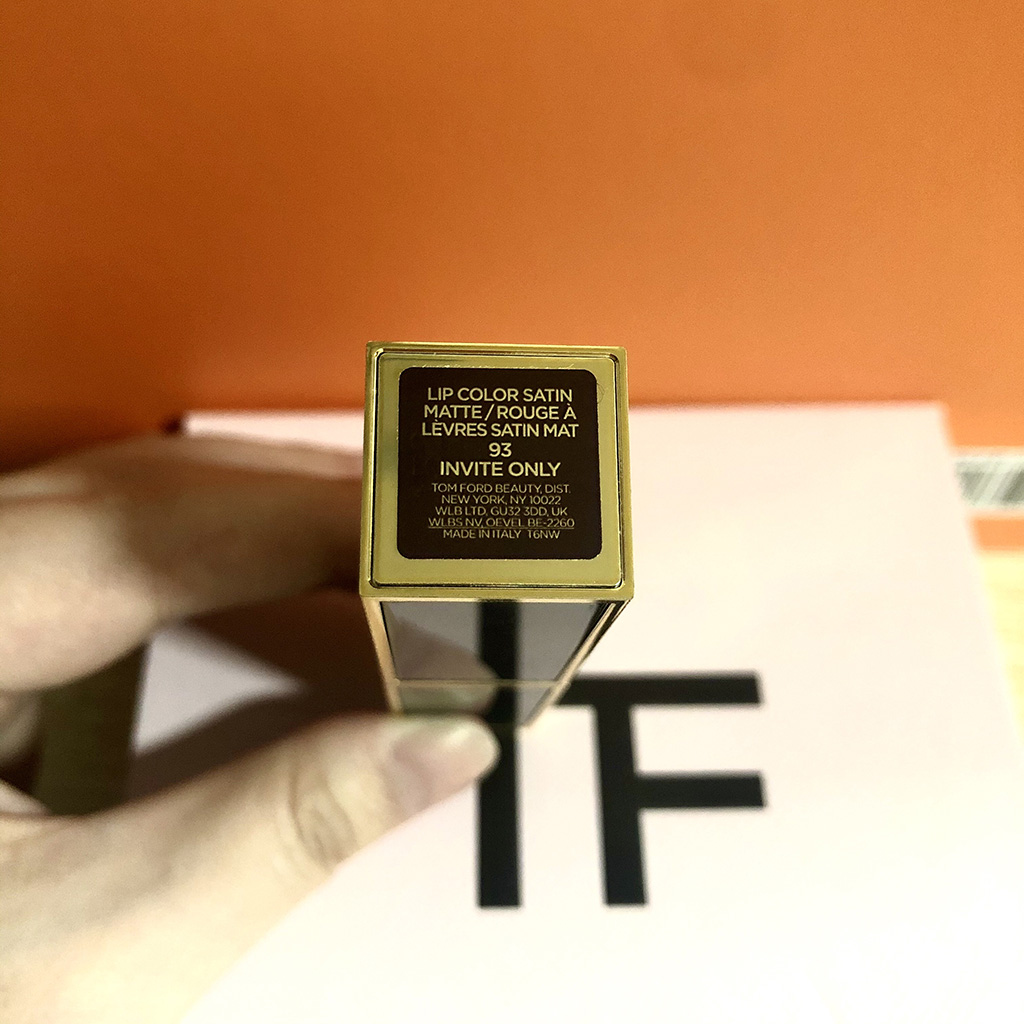 LIP COLOR SATIN
MATTE / ROUGE À
LÈVRES SATIN MAT
93
INVITE ONLY
TOM FORD BEAUTY, DIST.
NEW YORK, NY 10022
WLB LTD, GU32 3DD, UK
WLBS NV, OEVEL BE-2260
MADE IN ITALY T6NW
TF